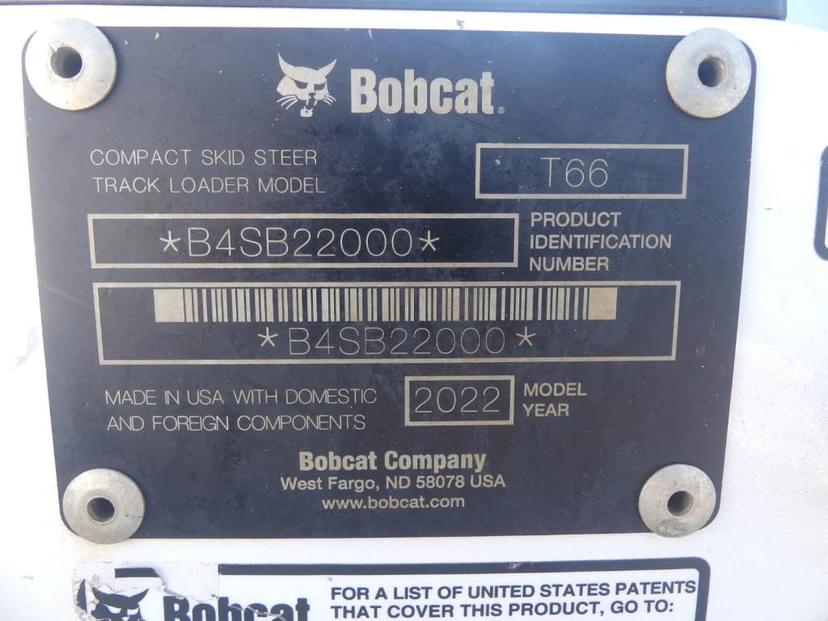 Bobcat®
COMPACT SKID STEER
TRACK LOADER MODEL
T66
*B4SB22000*
PRODUCT
IDENTIFICATION
NUMBER
*B4SB22000*
MADE IN USA WITH DOMESTIC
AND FOREIGN COMPONENTS
2022
MODEL
YEAR
Bobcat Company
West Fargo, ND 58078 USA
www.bobcat.com
Bobcat
FOR A LIST OF UNITED STATES PATENTS
THAT COVER THIS PRODUCT, GO TO: